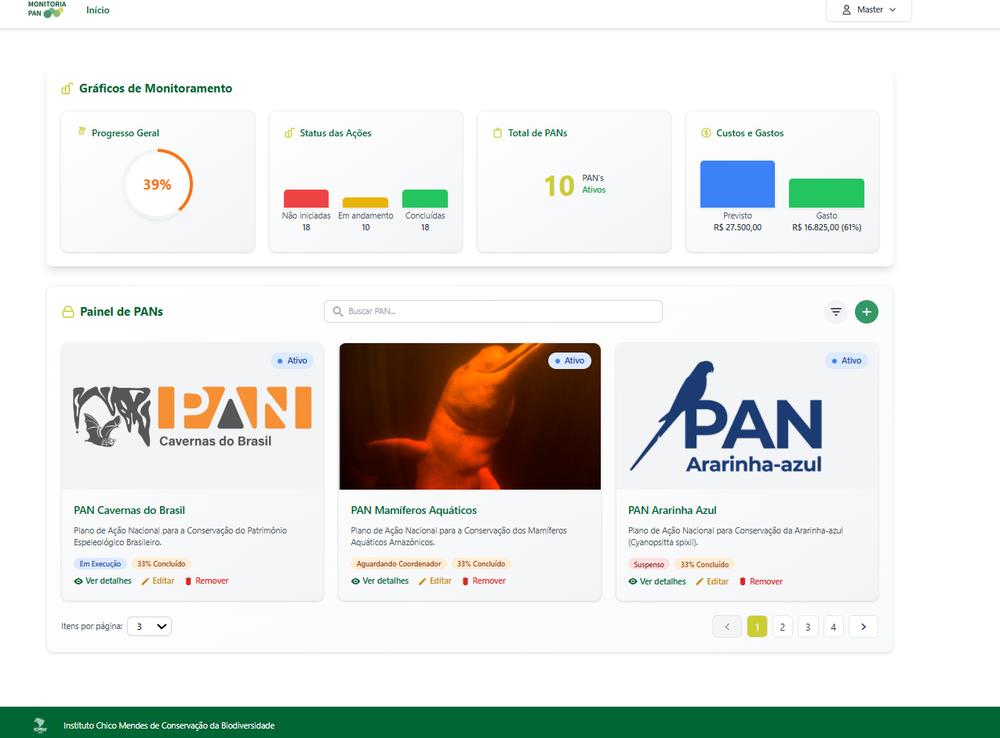 MONITORIA
PAN
Início
Master
Gráficos de Monitoramento
Progresso Geral
39%
Status das Ações
Não iniciadas
18
Em andamento
10
Concluídas
18
Total de PANs
10
PAN's
Ativos
Custos e Gastos
Previsto
R$ 27.500,00
Gasto
R$ 16.825,00 (61%)
Painel de PANs
Buscar PAN...
Ativo
PAN
Cavernas do Brasil
PAN Cavernas do Brasil
Plano de Ação Nacional para a Conservação do Patrimônio
Espeleológico Brasileiro.
Em Execução
33% Concluído
Ver detalhes
Editar
Remover
Ativo
PAN Mamíferos Aquáticos
Plano de Ação Nacional para a Conservação dos Mamíferos
Aquáticos Amazônicos.
Aguardando Coordenador
33% Concluído
Ver detalhes
Editar
Remover
Ativo
PAN
Ararinha-azul
PAN Ararinha Azul
Plano de Ação Nacional para Conservação da Ararinha-azul
(Cyanopsitta spixii).
Suspenso
33% Concluído
Ver detalhes
Editar
Remover
Itens por página:
3
1
2
3
4
Instituto Chico Mendes de Conservação da Biodiversidade